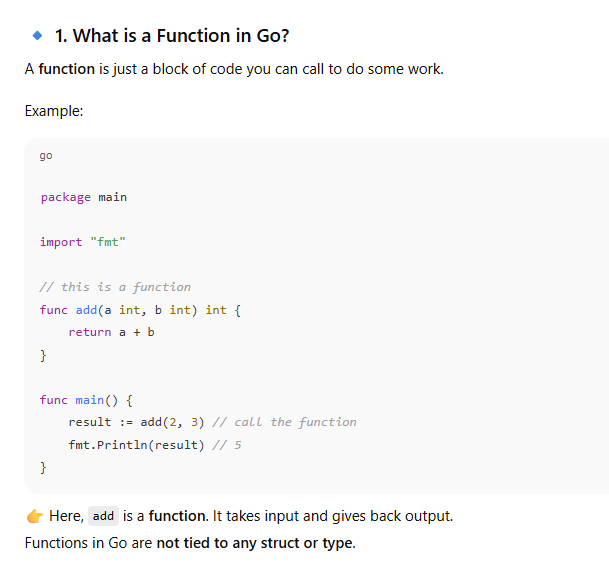 🔹 1. What is a Function in Go?
A function is just a block of code you can call to do some work.
Example:
go
package main
import "fmt"
// this is a function
func add(a int, b int) int {
    return a + b
}
func main() {
    result := add(2, 3) // call the function
    fmt.Println(result) // 5
}
👉 Here, add is a function. It takes input and gives back output.
Functions in Go are not tied to any struct or type.